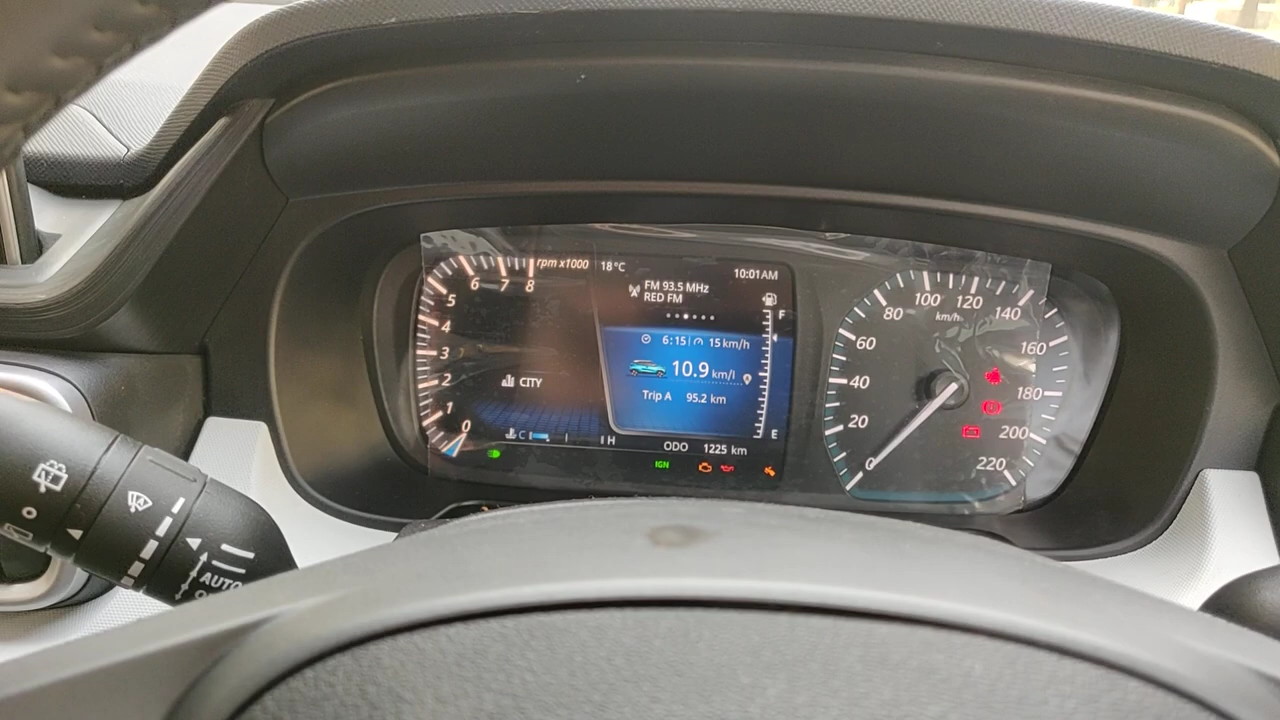 rpm x1000
8
7
6
5
4
3
2
1
0
CITY
C
H
18°C
10:01AM
FM 93.5 MHz
RED FM
F
6:15 15 km/h
10.9 km/l
Trip A 95.2 km
E
ODO 1225 km
IGN
0
20
40
60
80
100
120
140
160
180
200
220
km/h
AUTO